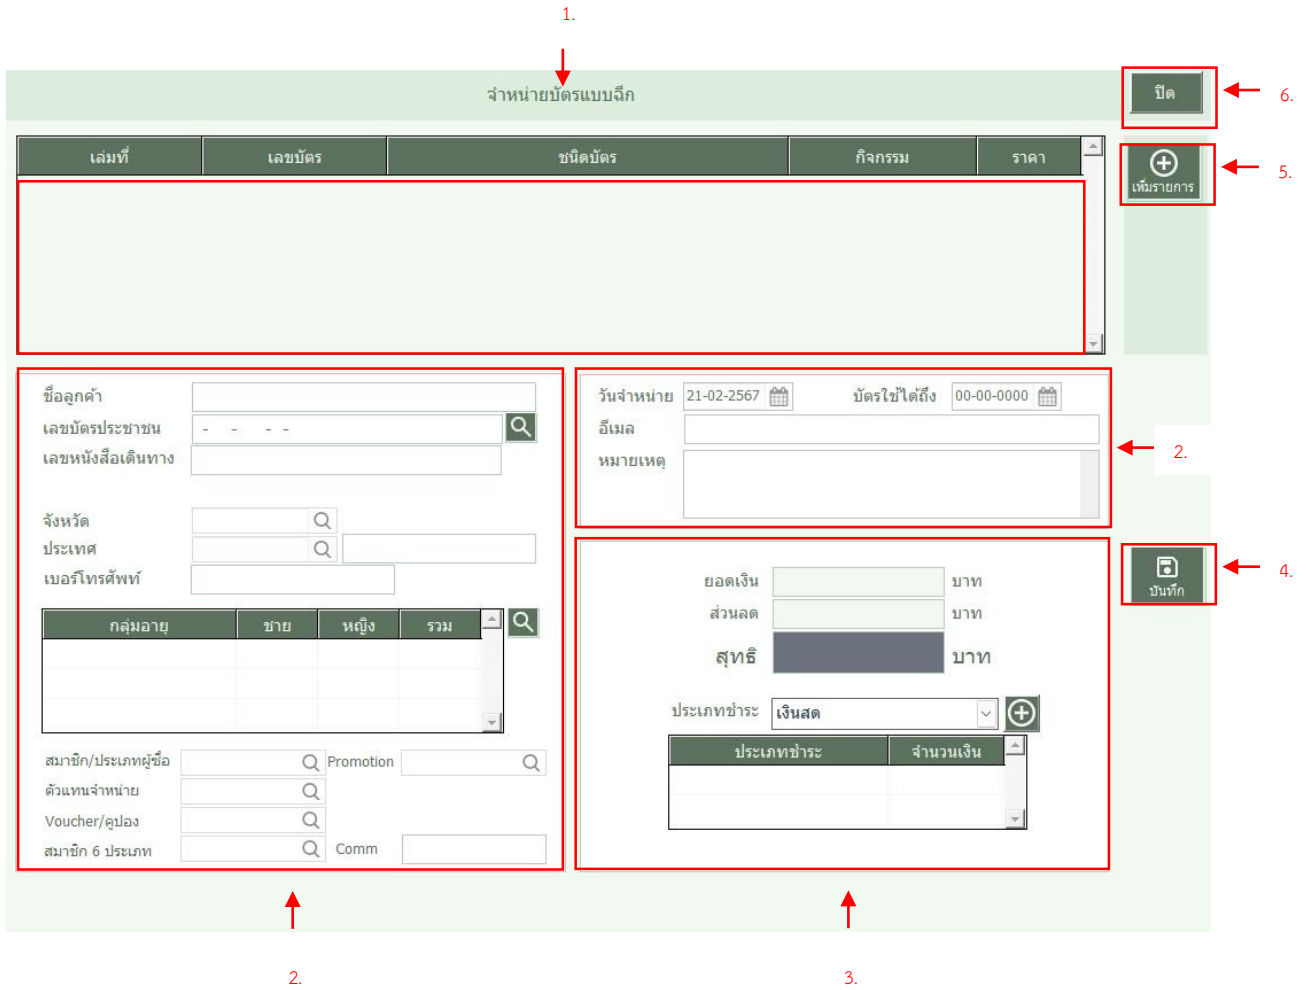 1.
จำหน่ายบัตรแบบฉีก
ปิด
6.
เล่มที่ เลขบัตร ชนิดบัตร กิจกรรม ราคา
เพิ่มรายการ
5.
ชื่อลูกค้า
เลขบัตรประชาชน - - - -
เลขหนังสือเดินทาง
จังหวัด
ประเทศ
เบอร์โทรศัพท์
กลุ่มอายุ ชาย หญิง รวม
สมาชิก/ประเภทผู้ซื้อ Promotion
ตัวแทนจำหน่าย
Voucher/คูปอง
สมาชิก 6 ประเภท Comm
2.
วันจำหน่าย 21-02-2567 บัตรใช้ได้ถึง 00-00-0000
อีเมล
หมายเหตุ
2.
ยอดเงิน บาท
ส่วนลด บาท
สุทธิ บาท
ประเภทชำระ เงินสด
ประเภทชำระ จำนวนเงิน
3.
บันทึก
4.